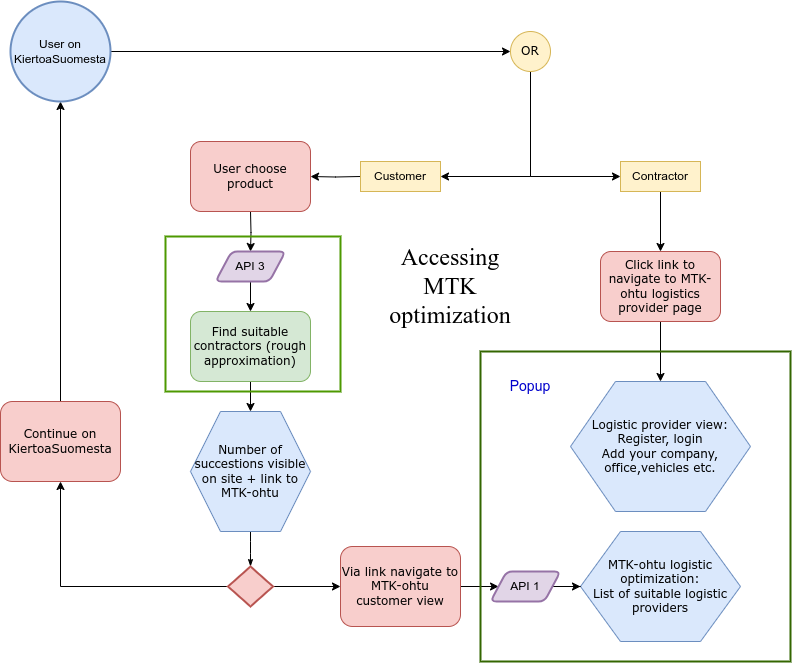 User on
KiertoaSuomesta
OR
User choose
product
Customer
Contractor
API 3
Accessing
MTK
optimization
Click link to
navigate to MTK-
ohtu logistics
provider page
Find suitable
contractors (rough
approximation)
Popup
Continue on
KiertoaSuomesta
Number of
succestions visible
on site + link to
MTK-ohtu
Logistic provider view:
Register, login
Add your company,
office,vehicles etc.
Via link navigate to
MTK-ohtu
customer view
API 1
MTK-ohtu logistic
optimization:
List of suitable logistic
providers